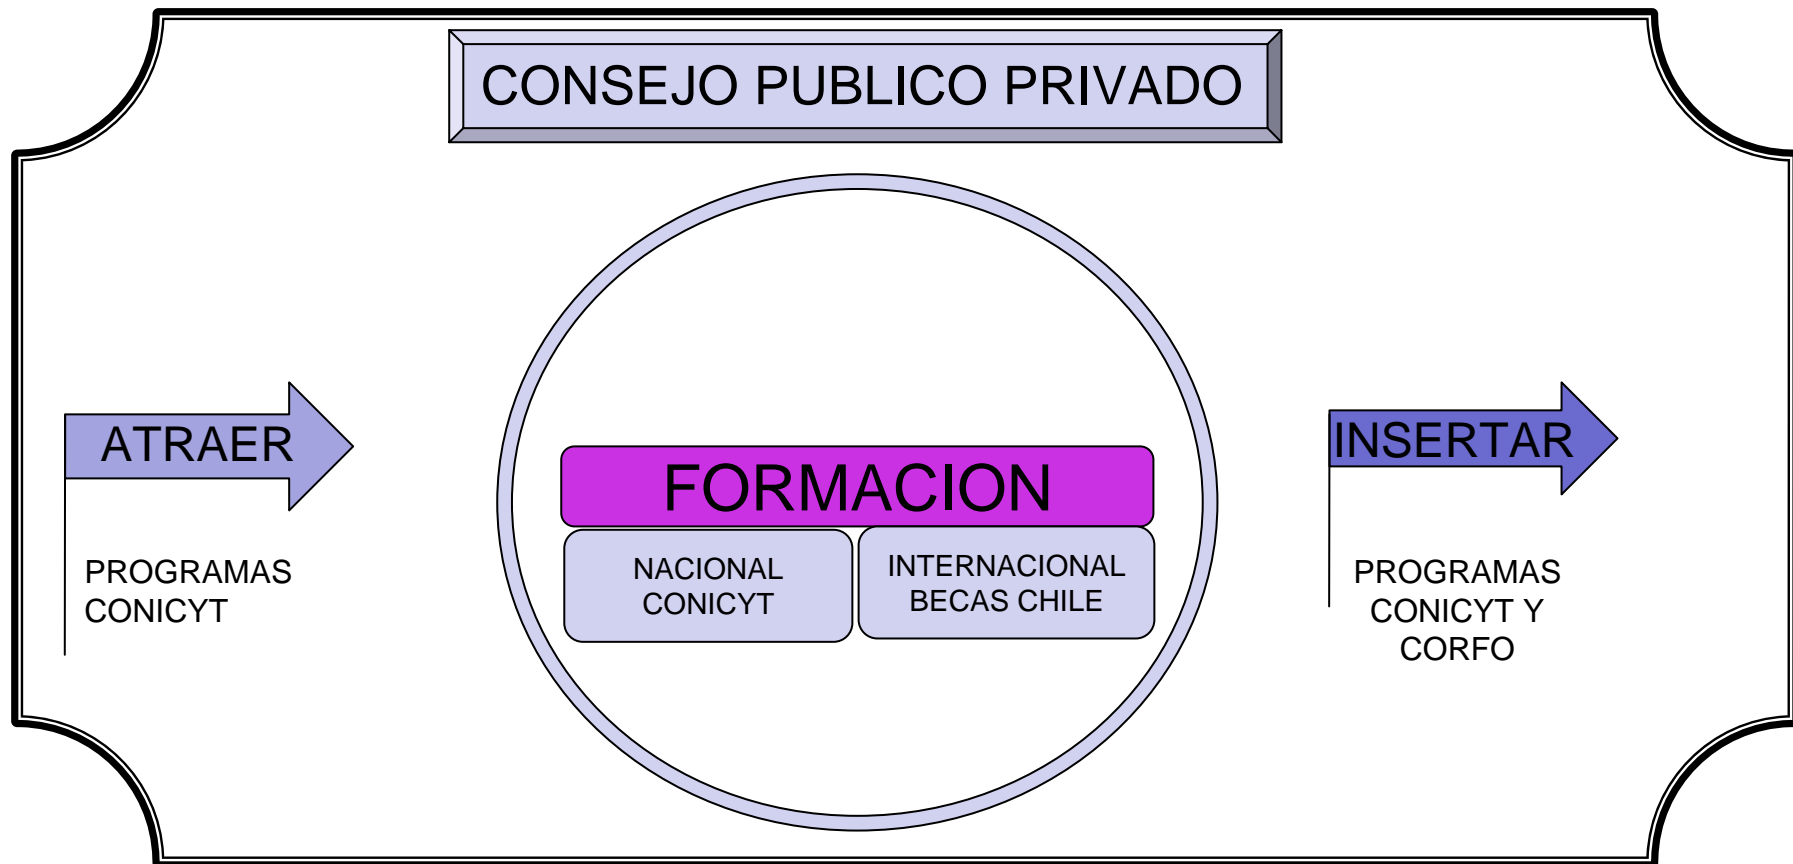 CONSEJO PUBLICO PRIVADO
ATRAER
PROGRAMAS
CONICYT
FORMACION
NACIONAL
CONICYT
INTERNACIONAL
BECAS CHILE
INSERTAR
PROGRAMAS
CONICYT Y
CORFO